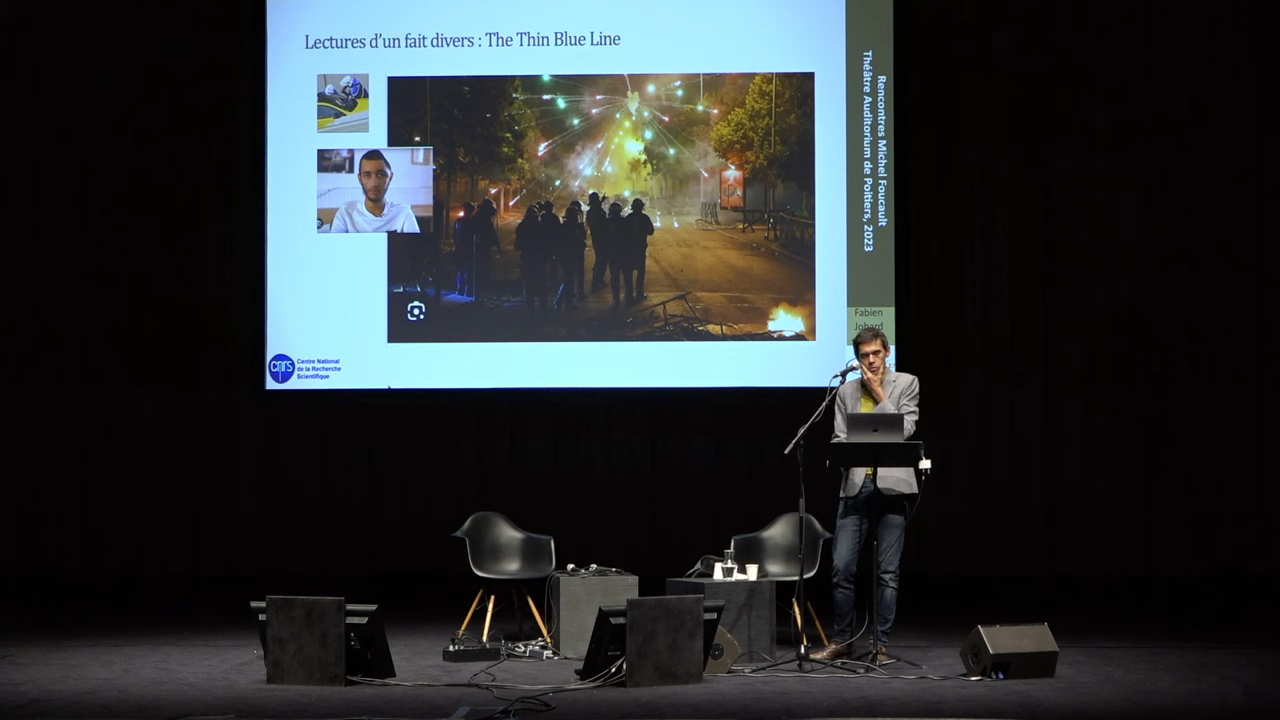 Lectures d'un fait divers : The Thin Blue Line
Rencontres Michel Foucault
Théâtre Auditorium de Poitiers, 2023
Fabien
Jobard
cnrs
Centre National
de la Recherche
Scientifique